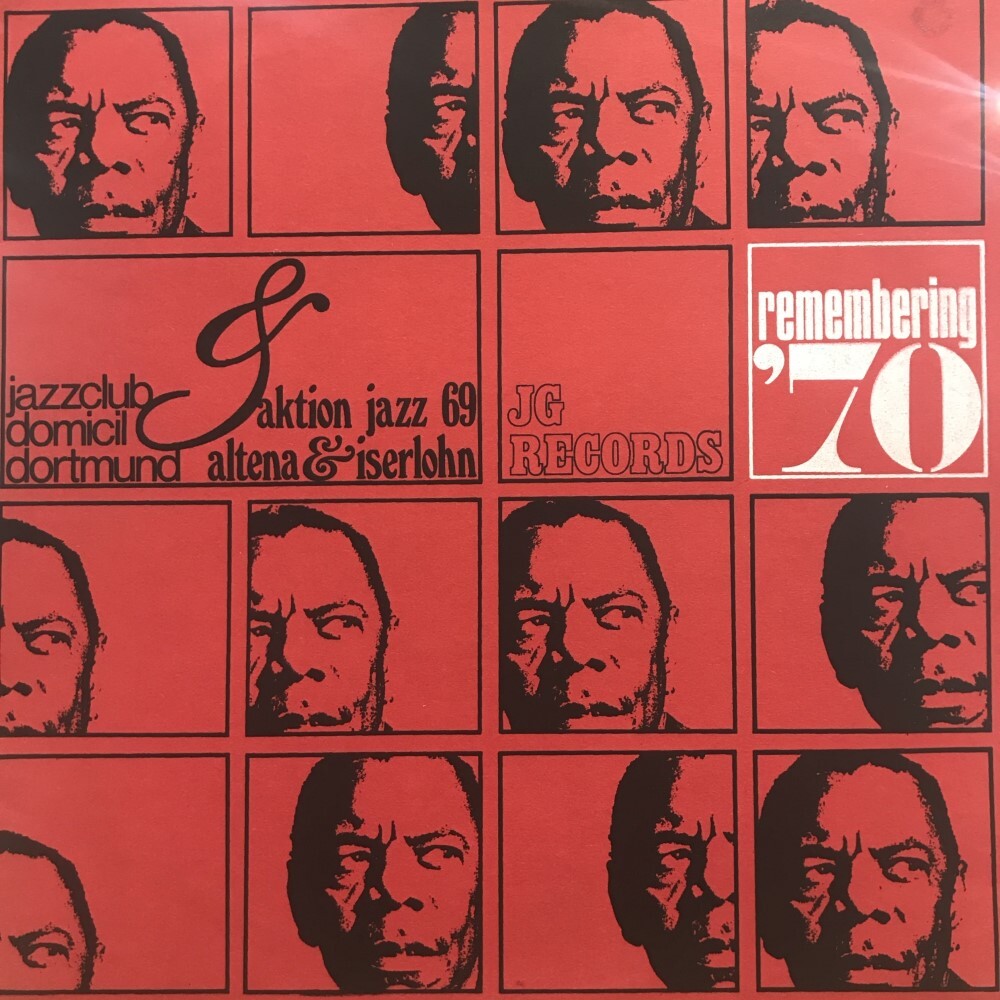 jazzclub
domicil
dortmund
&
aktion jazz 69
altena & iserlohn
JG
RECORDS
remembering
'70